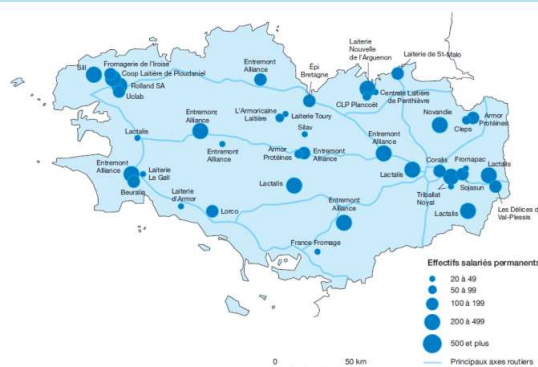 Sill
Fromagerie de l'Iroise
Coop Laitière de Ploudaniel
Rolland SA
Uclab
Entremont
Alliance
Épi
Bretagne
Laiterie
Nouvelle
de l'Arguenon
Laiterie de St-Malo
CLP Plancoët
Centrale Laitière
de Penthièvre
L'Armoricaine
Laitière
Laiterie Toury
Silav
Novandie
Armor
Protéines
Cleps
Lactalis
Entremont
Alliance
Entremont
Alliance
Armor
Protéines
Entremont
Alliance
Entremont
Alliance
Entremont
Alliance
Laiterie
Le Gall
Beuralis
Laiterie
d'Armor
Lorco
Lactalis
Lactalis
Coralis
Fromapac
Lactalis
Triballat
Noyal
Sojasun
Lactalis
Les Délices de
Val-Plessis
Entremont
Alliance
France Fromage
Effectifs salariés permanents
20 à 49
50 à 99
100 à 199
200 à 499
500 et plus
Principaux axes routiers
0 50 km